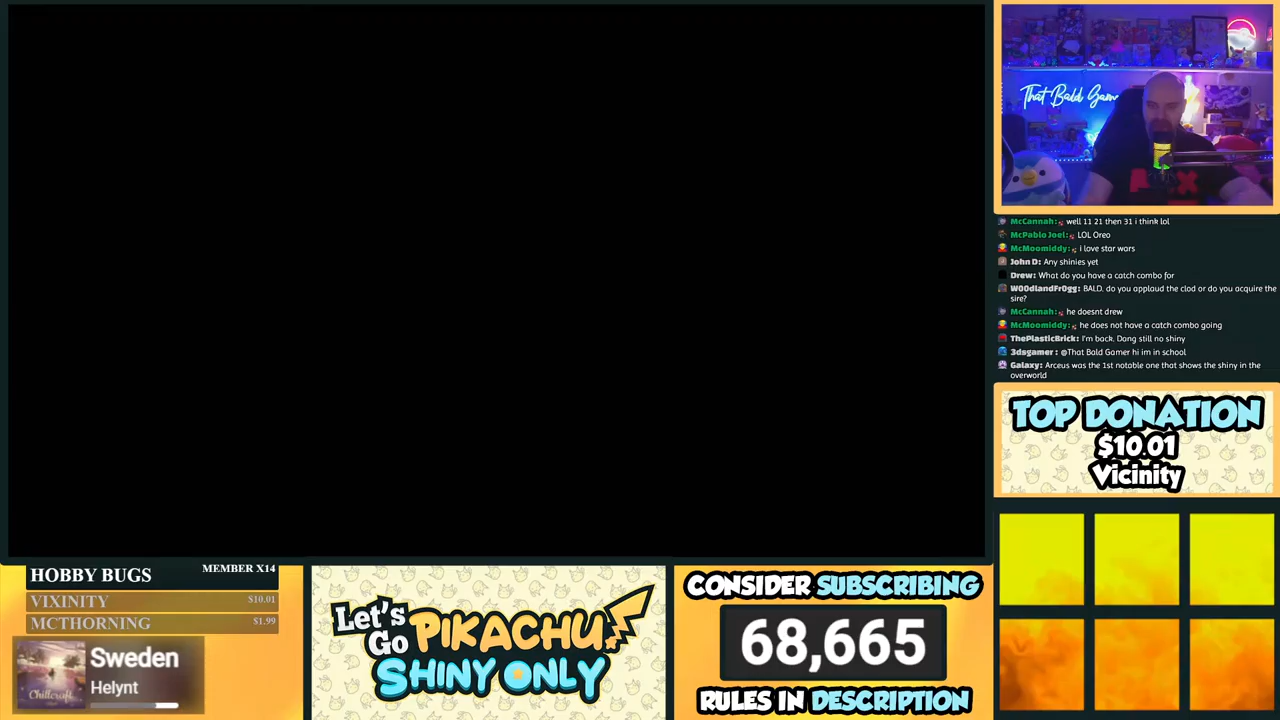 That Bald Gam
McCannah: well 11 21 then 31 i think lol
McPablo Joel: LOL Oreo
McMoomiddy: i love star wars
John D: Any shinies yet
Drew: What do you have a catch combo for
W00dlandFr0gg: BALD. do you applaud the clod or do you acquire the
sire?
McCannah: he doesnt drew
McMoomiddy: he does not have a catch combo going
ThePlasticBrick: I'm back. Dang still no shiny
3dsgamer : @That Bald Gamer hi im in school
Galaxy: Arceus was the 1st notable one that shows the shiny in the
overworld
TOP DONATION
$10.01
Vicinity
HOBBY BUGS MEMBER X14
VIXINITY $10.01
MCTHORNING $1.99
Chillcraft
Sweden
Helynt
Let's
Go PIKACHU
SHINY ONLY
CONSIDER SUBSCRIBING
68,665
RULES IN DESCRIPTION